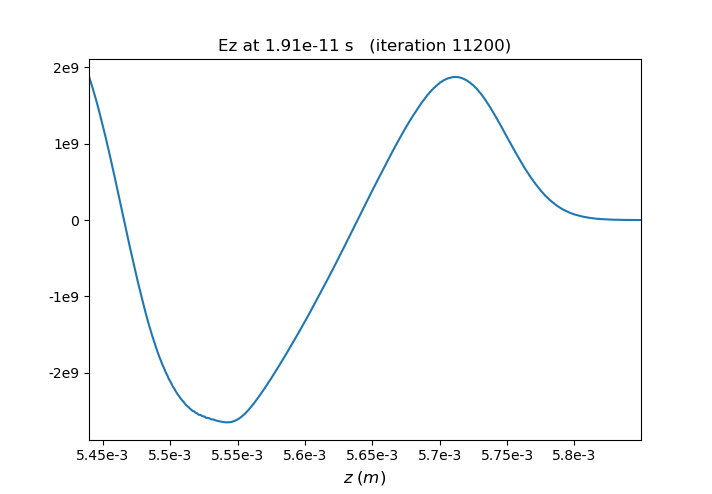 Ez at 1.91e-11 s   (iteration 11200)
2e9
1e9
0
-1e9
-2e9
5.45e-3 5.5e-3 5.55e-3 5.6e-3 5.65e-3 5.7e-3 5.75e-3 5.8e-3
z (m)